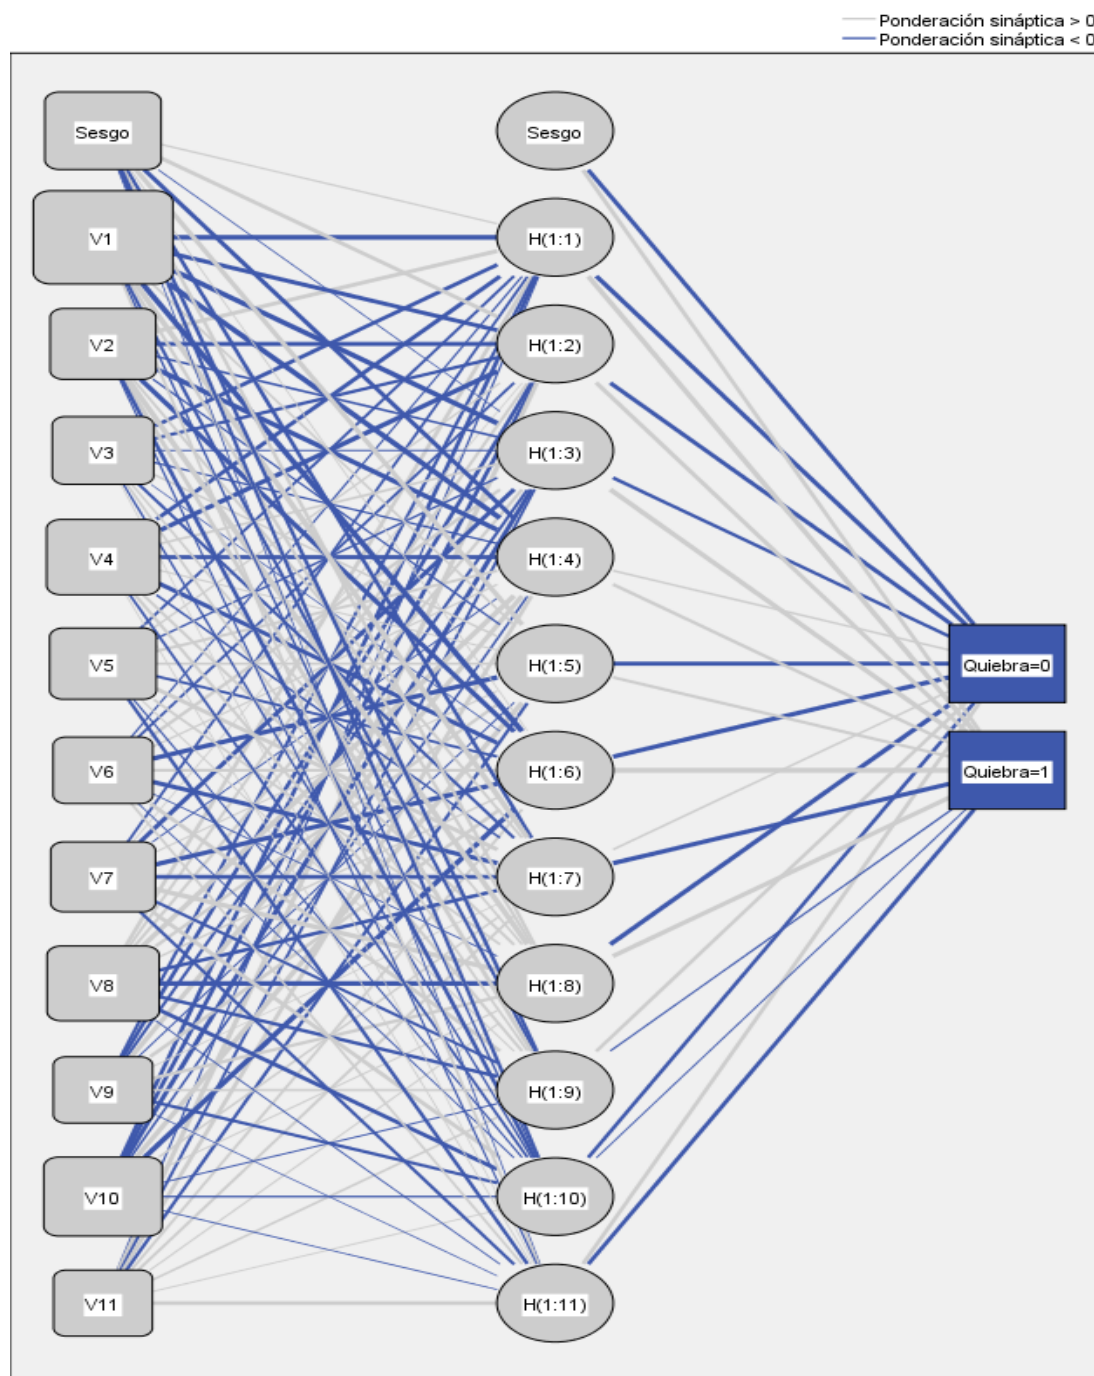 Ponderación sináptica > 0
Ponderación sináptica < 0
Sesgo
Sesgo
V1
H(1:1)
V2
H(1:2)
V3
H(1:3)
V4
H(1:4)
V5
H(1:5)
Quiebra=0
V6
H(1:6)
Quiebra=1
V7
H(1:7)
V8
H(1:8)
V9
H(1:9)
V10
H(1:10)
V11
H(1:11)